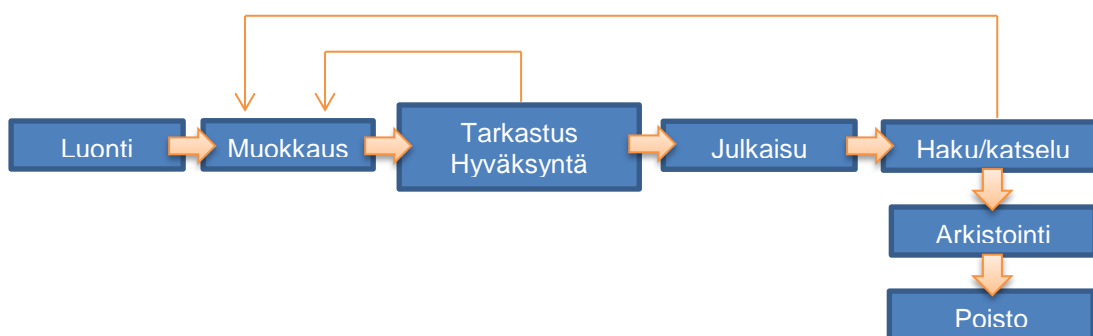 Luonti
Muokkaus
Tarkastus
Hyväksyntä
Julkaisu
Haku/katselu
Arkistointi
Poisto